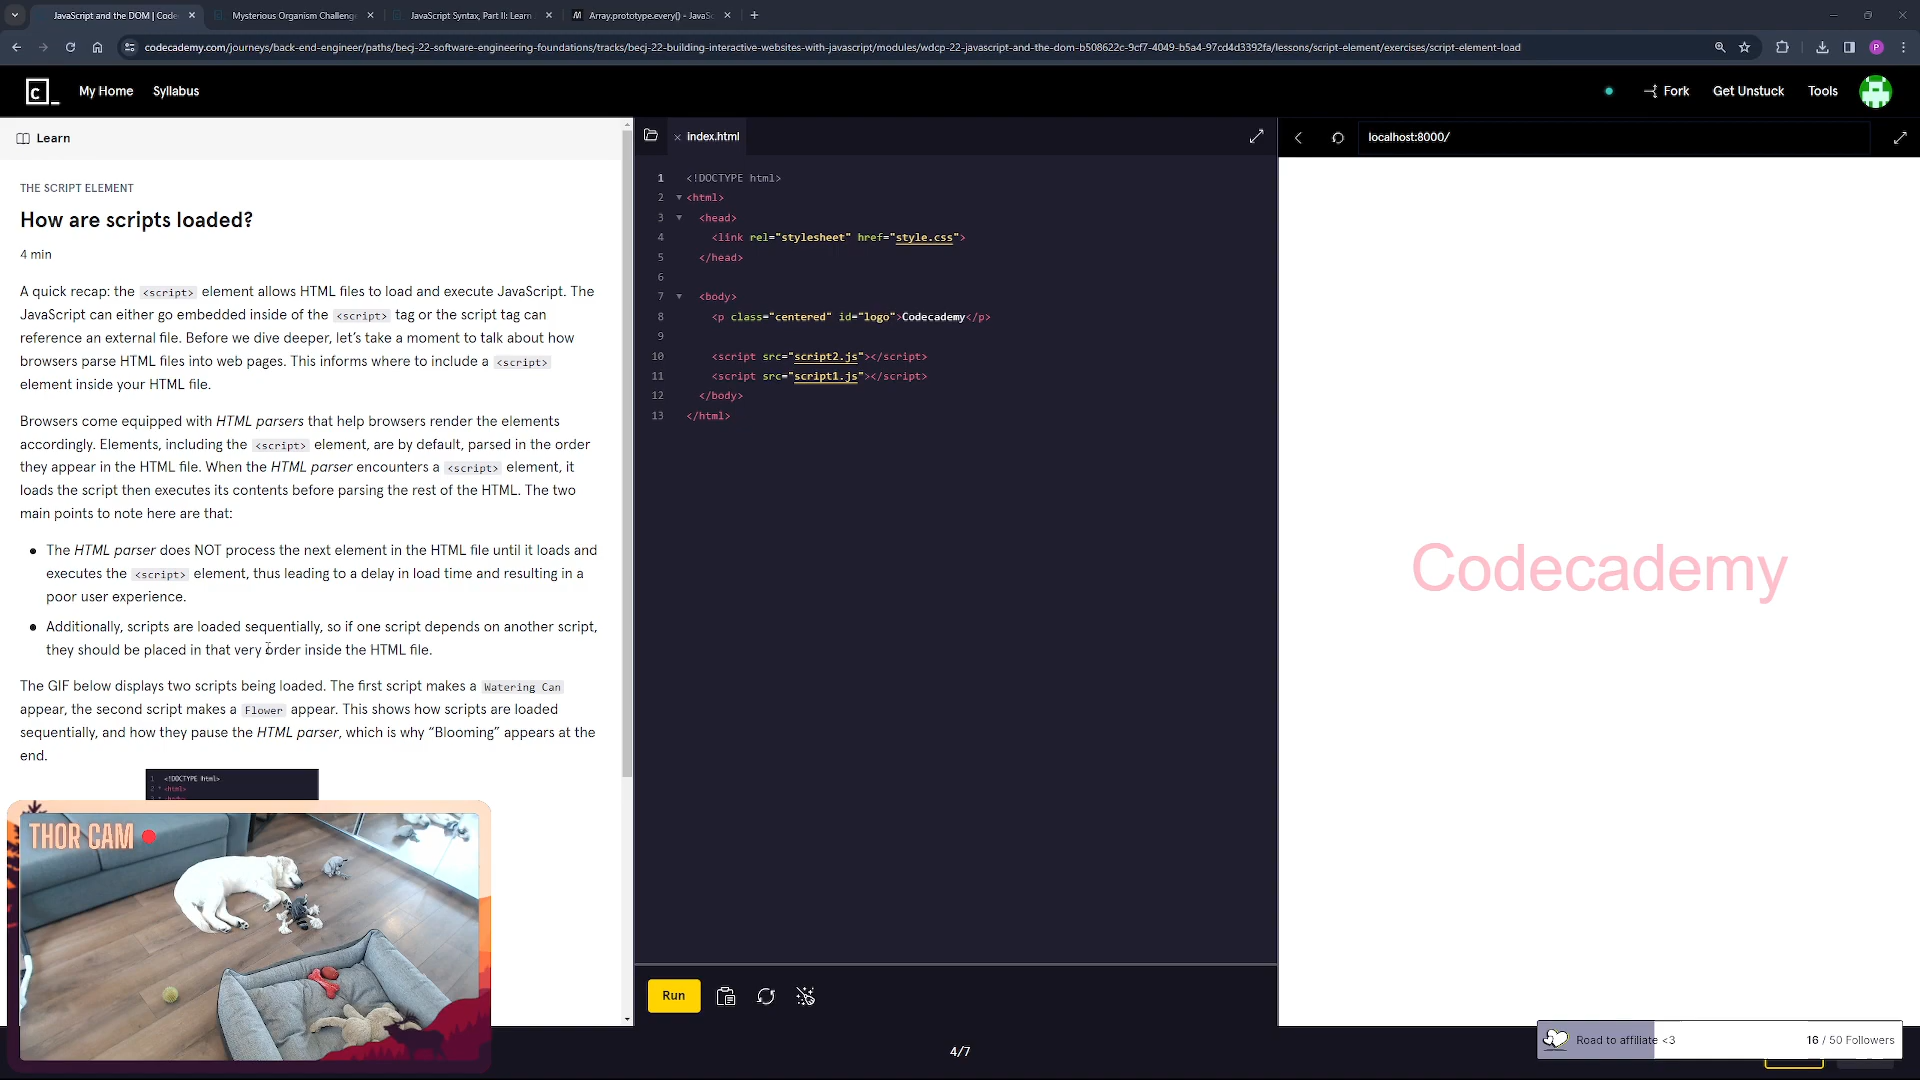 JavaScript and the DOM | Code
Mysterious Organism Challenge
JavaScript Syntax, Part II: Learn
Array.prototype.every() - JavaSc
codecademy.com/journeys/back-end-engineer/paths/becj-22-software-engineering-foundations/tracks/becj-22-building-interactive-websites-with-javascript/modules/wdcp-22-javascript-and-the-dom-b508622c-9cf7-4049-b5a4-97cd4d3392fa/lessons/script-element/exercises/script-element-load
P
c_
My Home
Syllabus
Fork
Get Unstuck
Tools
Learn
THE SCRIPT ELEMENT
How are scripts loaded?
4 min
A quick recap: the <script> element allows HTML files to load and execute JavaScript. The
JavaScript can either go embedded inside of the <script> tag or the script tag can
reference an external file. Before we dive deeper, let's take a moment to talk about how
browsers parse HTML files into web pages. This informs where to include a <script>
element inside your HTML file.
Browsers come equipped with HTML parsers that help browsers render the elements
accordingly. Elements, including the <script> element, are by default, parsed in the order
they appear in the HTML file. When the HTML parser encounters a <script> element, it
loads the script then executes its contents before parsing the rest of the HTML. The two
main points to note here are that:
The HTML parser does NOT process the next element in the HTML file until it loads and
executes the <script> element, thus leading to a delay in load time and resulting in a
poor user experience.
Additionally, scripts are loaded sequentially, so if one script depends on another script,
they should be placed in that very order inside the HTML file.
The GIF below displays two scripts being loaded. The first script makes a Watering Can
appear, the second script makes a Flower appear. This shows how scripts are loaded
sequentially, and how they pause the HTML parser, which is why “Blooming” appears at the
end.
1 <!DOCTYPE html>
2 <html>
THOR CAM
index.html
1 <!DOCTYPE html>
2 <html>
3 <head>
4 <link rel="stylesheet" href="style.css">
5 </head>
6
7 <body>
8 <p class="centered" id="logo">Codecademy</p>
9
10 <script src="script2.js"></script>
11 <script src="script1.js"></script>
12 </body>
13 </html>
Run
4/7
localhost:8000/
Codecademy
Road to affiliate <3
16 / 50 Followers